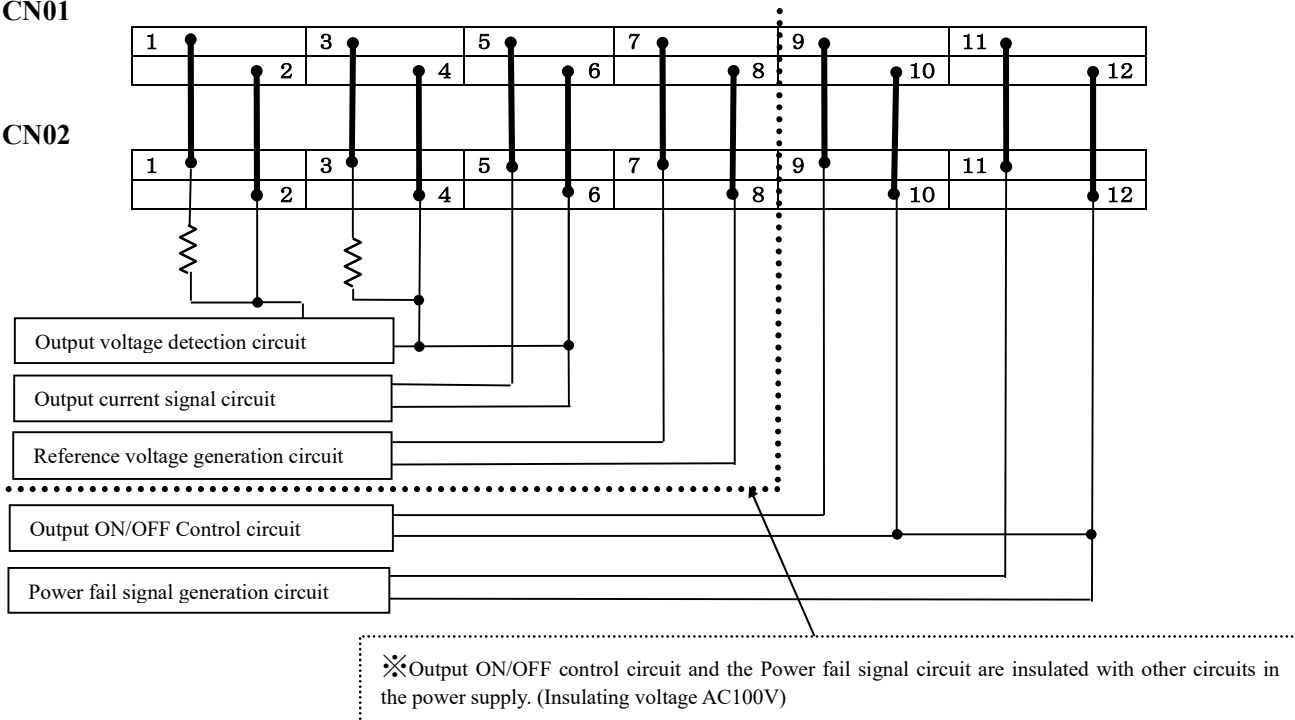 CN01
1 3 5 7 9 11
2 4 6 8 10 12
CN02
1 3 5 7 9 11
2 4 6 8 10 12
Output voltage detection circuit
Output current signal circuit
Reference voltage generation circuit
Output ON/OFF Control circuit
Power fail signal generation circuit
※Output ON/OFF control circuit and the Power fail signal circuit are insulated with other circuits in
the power supply. (Insulating voltage AC100V)